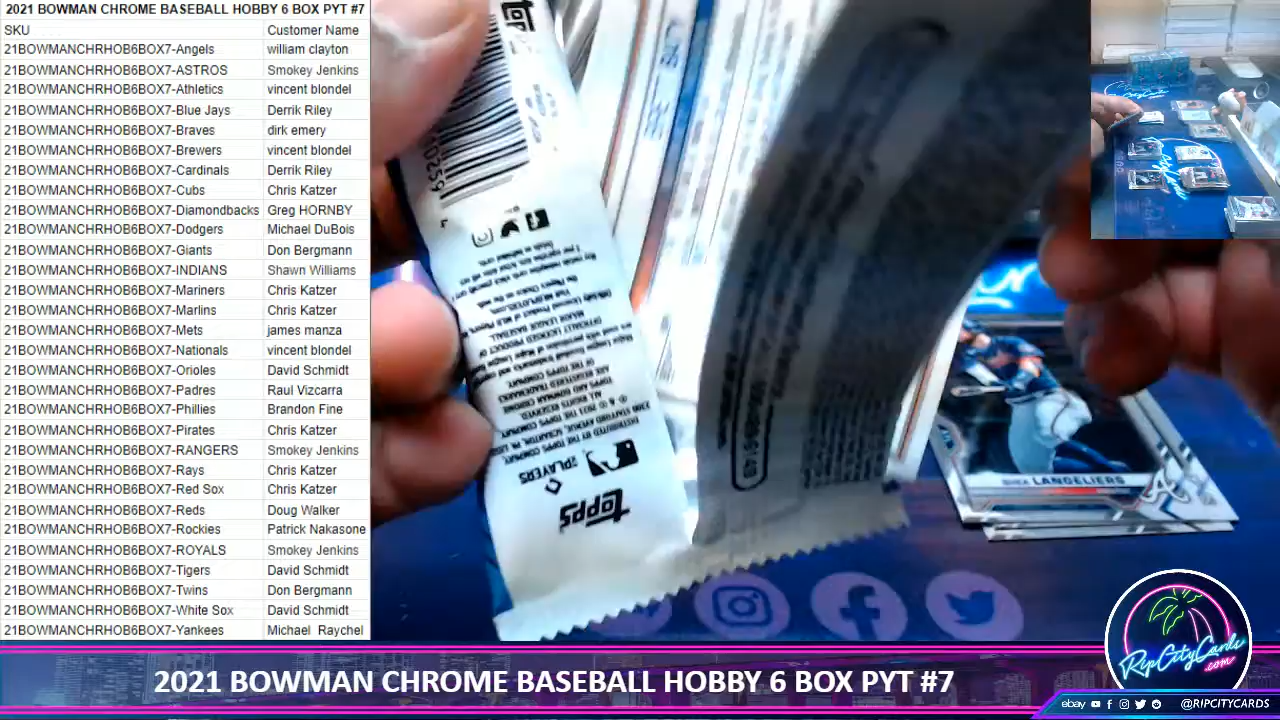 2021 BOWMAN CHROME BASEBALL HOBBY 6 BOX PYT #7
SKU Customer Name
21BOWMANCHRHOB6BOX7-Angels william clayton
21BOWMANCHRHOB6BOX7-ASTROS Smokey Jenkins
21BOWMANCHRHOB6BOX7-Athletics vincent blondel
21BOWMANCHRHOB6BOX7-Blue Jays Derrik Riley
21BOWMANCHRHOB6BOX7-Braves dirk emery
21BOWMANCHRHOB6BOX7-Brewers vincent blondel
21BOWMANCHRHOB6BOX7-Cardinals Derrik Riley
21BOWMANCHRHOB6BOX7-Cubs Chris Katzer
21BOWMANCHRHOB6BOX7-Diamondbacks Greg HORNBY
21BOWMANCHRHOB6BOX7-Dodgers Michael DuBois
21BOWMANCHRHOB6BOX7-Giants Don Bergmann
21BOWMANCHRHOB6BOX7-INDIANS Shawn Williams
21BOWMANCHRHOB6BOX7-Mariners Chris Katzer
21BOWMANCHRHOB6BOX7-Marlins Chris Katzer
21BOWMANCHRHOB6BOX7-Mets james manza
21BOWMANCHRHOB6BOX7-Nationals vincent blondel
21BOWMANCHRHOB6BOX7-Orioles David Schmidt
21BOWMANCHRHOB6BOX7-Padres Raul Vizcarra
21BOWMANCHRHOB6BOX7-Phillies Brandon Fine
21BOWMANCHRHOB6BOX7-Pirates Chris Katzer
21BOWMANCHRHOB6BOX7-RANGERS Smokey Jenkins
21BOWMANCHRHOB6BOX7-Rays Chris Katzer
21BOWMANCHRHOB6BOX7-Red Sox Chris Katzer
21BOWMANCHRHOB6BOX7-Reds Doug Walker
21BOWMANCHRHOB6BOX7-Rockies Patrick Nakasone
21BOWMANCHRHOB6BOX7-ROYALS Smokey Jenkins
21BOWMANCHRHOB6BOX7-Tigers David Schmidt
21BOWMANCHRHOB6BOX7-Twins Don Bergmann
21BOWMANCHRHOB6BOX7-White Sox David Schmidt
21BOWMANCHRHOB6BOX7-Yankees Michael Raychel
topps
PLAYERS
topps
SHEA LANGELIERS
RipCityCards
.com
2021 BOWMAN CHROME BASEBALL HOBBY 6 BOX PYT #7
ebay @RIPCITYCARDS